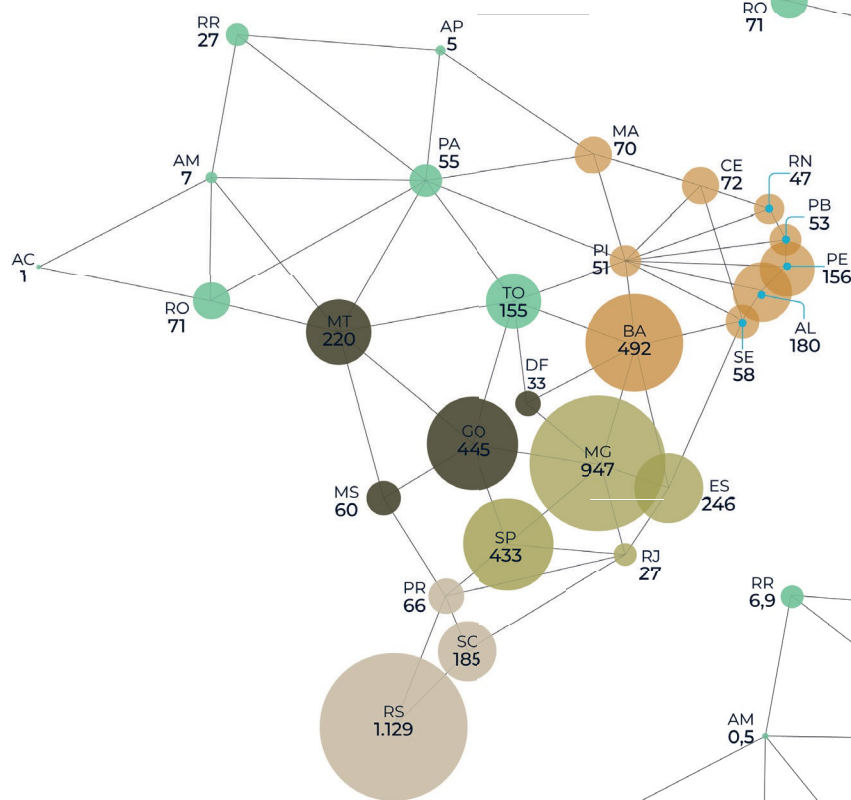 RR
27
AP
5
RO
71
MA
70
PA
55
CE
72
RN
47
AM
7
PB
53
AC
1
PI
51
PE
156
RO
71
TO
155
MT
220
BA
492
AL
180
SE
58
DF
33
GO
445
MG
947
MS
60
ES
246
SP
433
RJ
27
PR
66
RR
6,9
SC
185
RS
1.129
AM
0,5